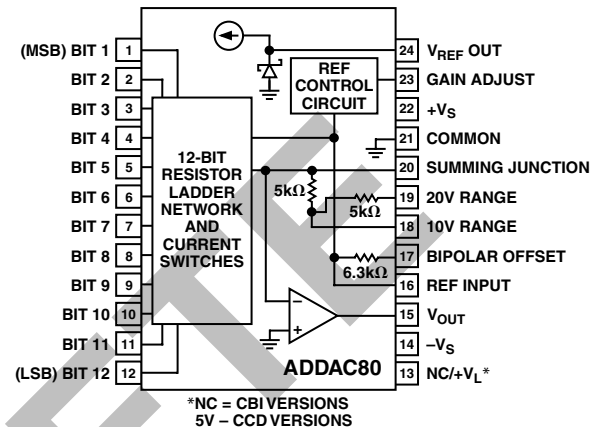 (MSB) BIT 1 1
BIT 2 2
BIT 3 3
BIT 4 4
BIT 5 5
BIT 6 6
BIT 7 7
BIT 8 8
BIT 9 9
BIT 10 10
BIT 11 11
(LSB) BIT 12 12
12-BIT
RESISTOR
LADDER
NETWORK
AND
CURRENT
SWITCHES
REF
CONTROL
CIRCUIT
5kΩ
5kΩ
6.3kΩ
–
+
ADDAC80
24 VREF OUT
23 GAIN ADJUST
22 +VS
21 COMMON
20 SUMMING JUNCTION
19 20V RANGE
18 10V RANGE
17 BIPOLAR OFFSET
16 REF INPUT
15 VOUT
14 –VS
13 NC/+VL*
*NC = CBI VERSIONS
5V – CCD VERSIONS